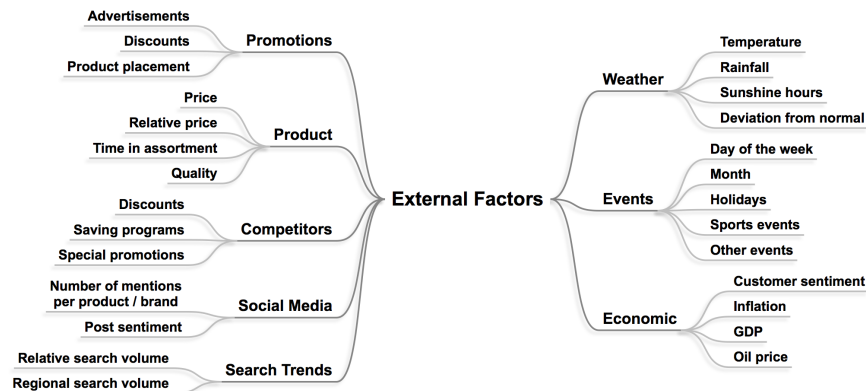 Advertisements
Discounts
Product placement
Promotions
Price
Relative price
Time in assortment
Quality
Product
Discounts
Saving programs
Special promotions
Competitors
Number of mentions
per product / brand
Post sentiment
Social Media
Relative search volume
Regional search volume
Search Trends
External Factors
Weather
Temperature
Rainfall
Sunshine hours
Deviation from normal
Events
Day of the week
Month
Holidays
Sports events
Other events
Economic
Customer sentiment
Inflation
GDP
Oil price